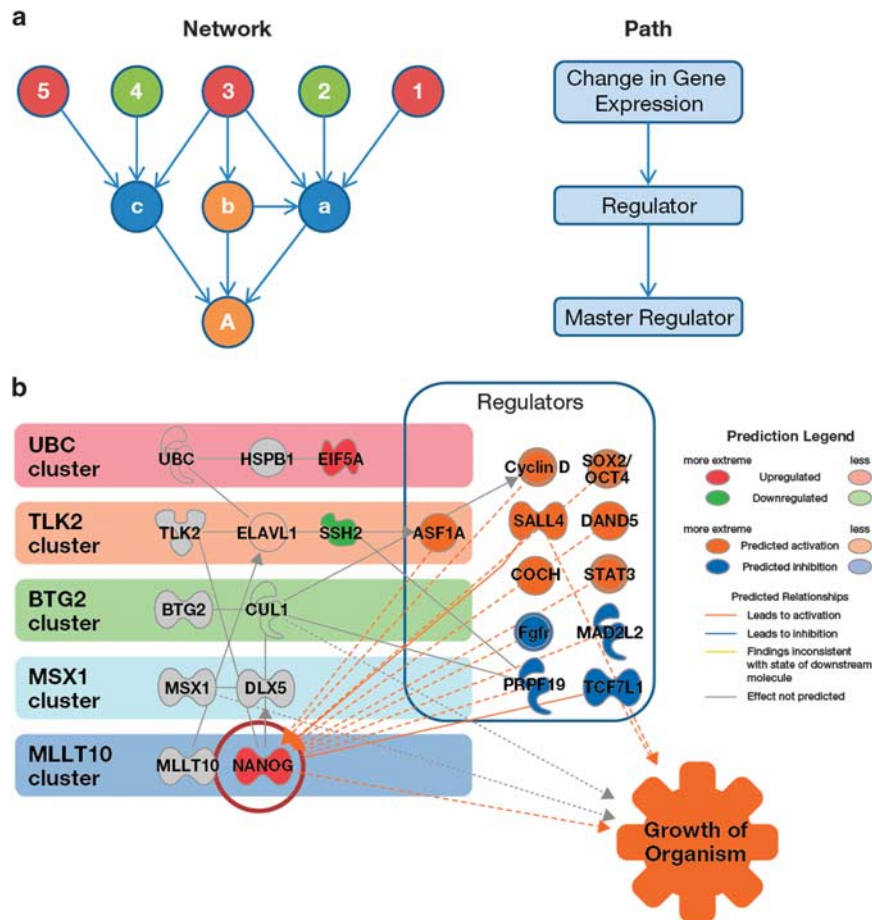 a
Network
Path
5
4
3
2
1
c
b
a
A
Change in Gene
Expression
Regulator
Master Regulator
b
Regulators
UBC
cluster
UBC
HSPB1
EIF5A
TLK2
cluster
TLK2
ELAVL1
SSH2
ASF1A
BTG2
cluster
BTG2
CUL1
MSX1
cluster
MSX1
DLX5
MLLT10
cluster
MLLT10
NANOG
Cyclin D
SOX2/
OCT4
SALL4
DAND5
COCH
STAT3
Fgfr
MAD2L2
PRPF19
TCF7L1
Growth of
Organism
Prediction Legend
more extreme
less
Upregulated
Downregulated
more extreme
less
Predicted activation
Predicted inhibition
Predicted Relationships
Leads to activation
Leads to inhibition
Findings inconsistent
with state of downstream
molecule
Effect not predicted